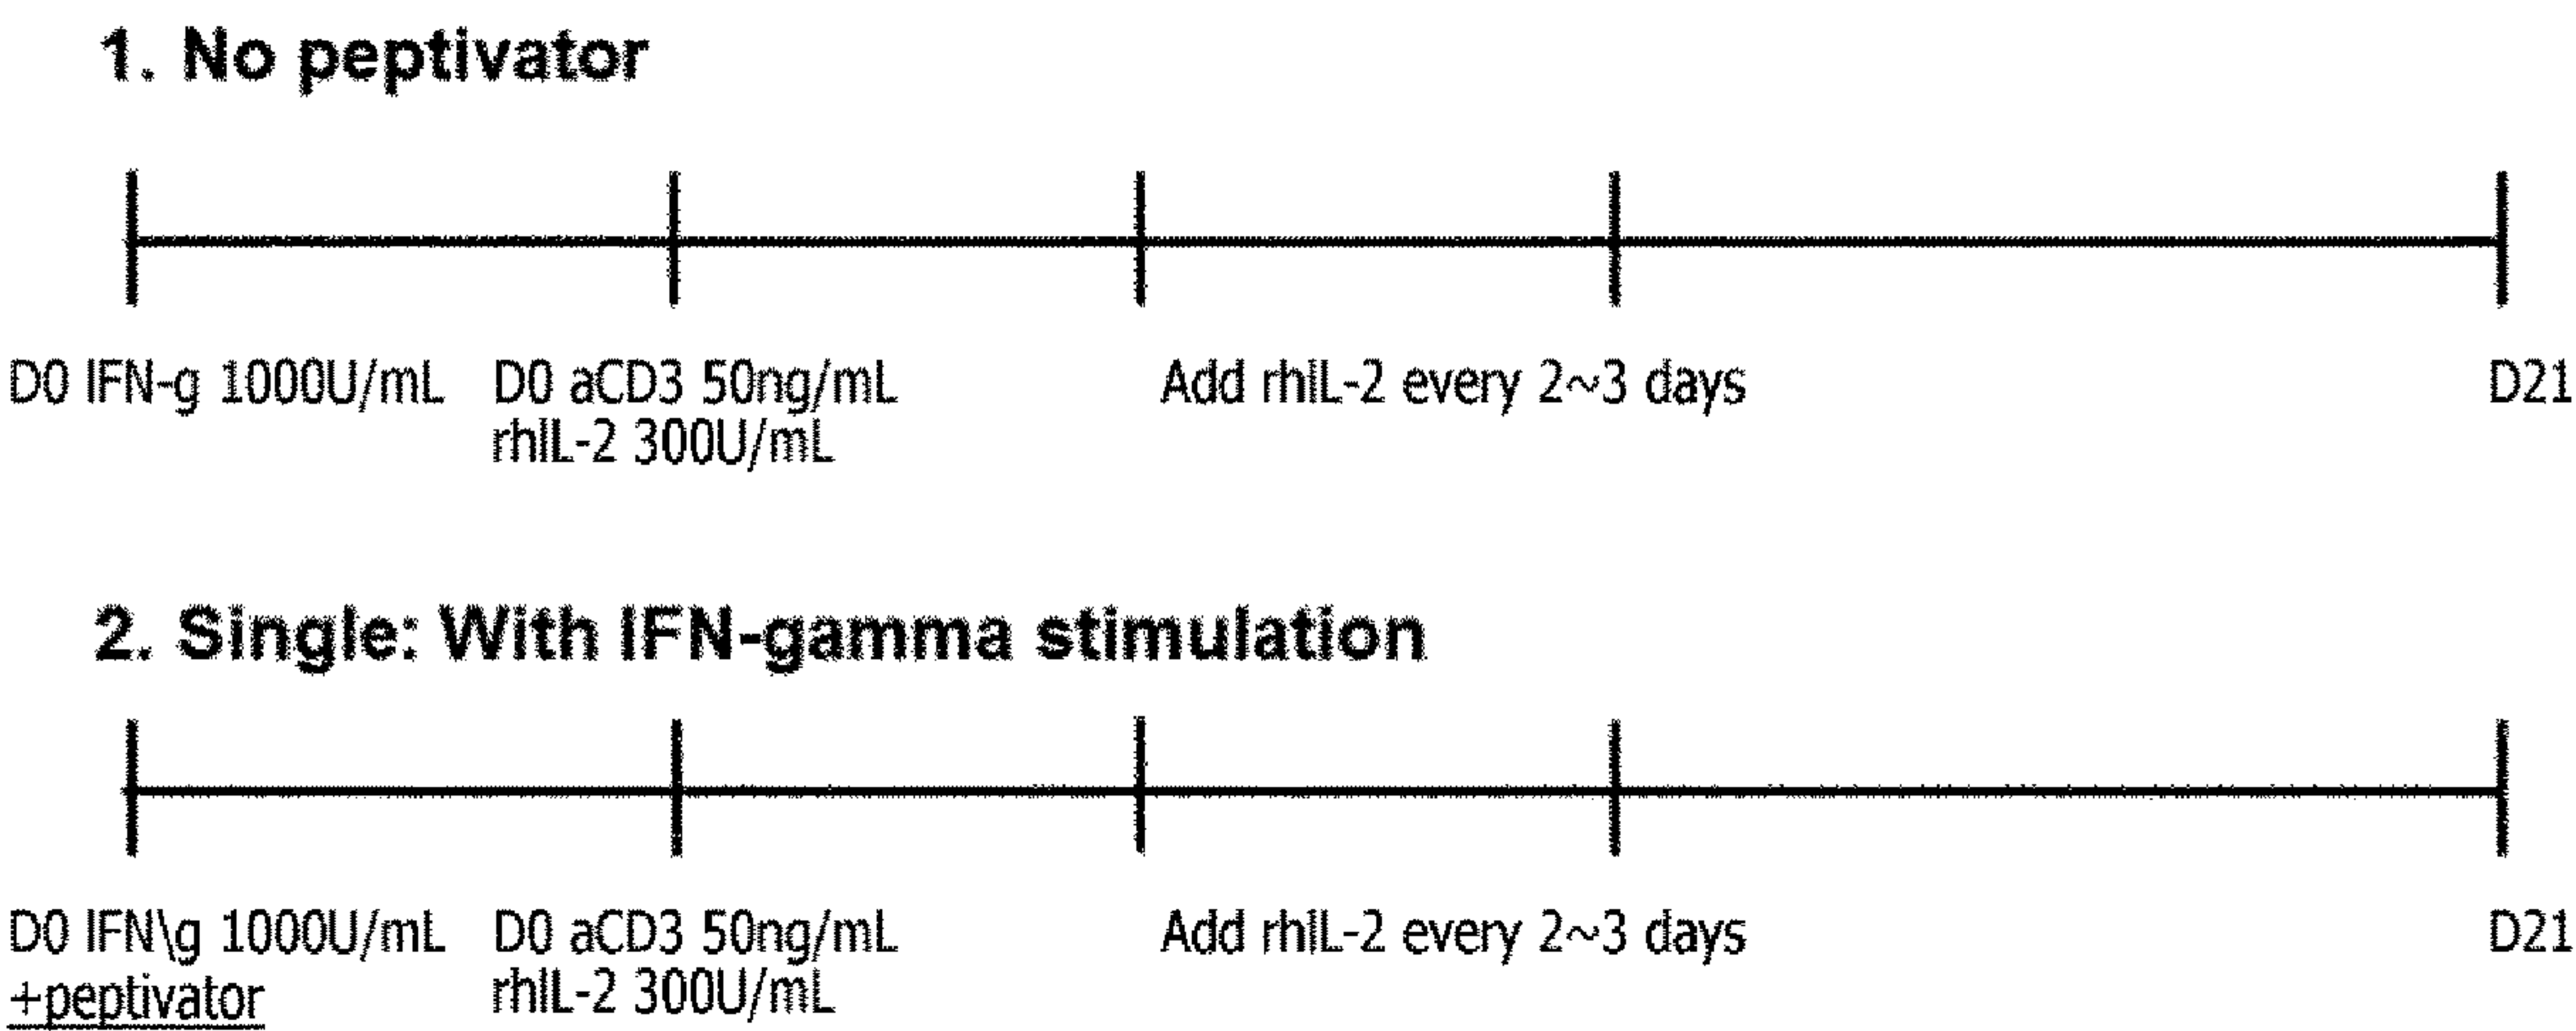 1. No peptivator
D0 IFN-g 1000U/mL D0 aCD3 50ng/mL Add rhIL-2 every 2~3 days D21
rhIL-2 300U/mL
2. Single: With IFN-gamma stimulation
D0 IFN\g 1000U/mL D0 aCD3 50ng/mL Add rhIL-2 every 2~3 days D21
+peptivator rhIL-2 300U/mL